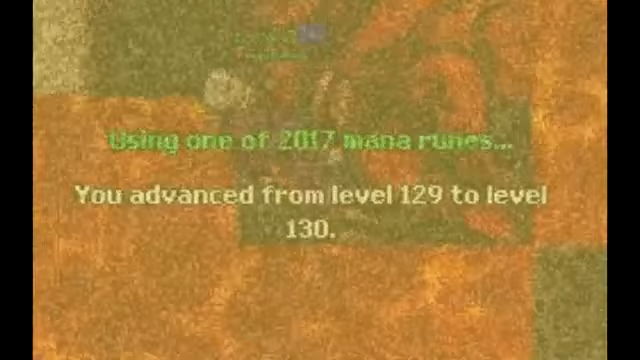 Using one of 2017 mana runes...
You advanced from level 129 to level
130.